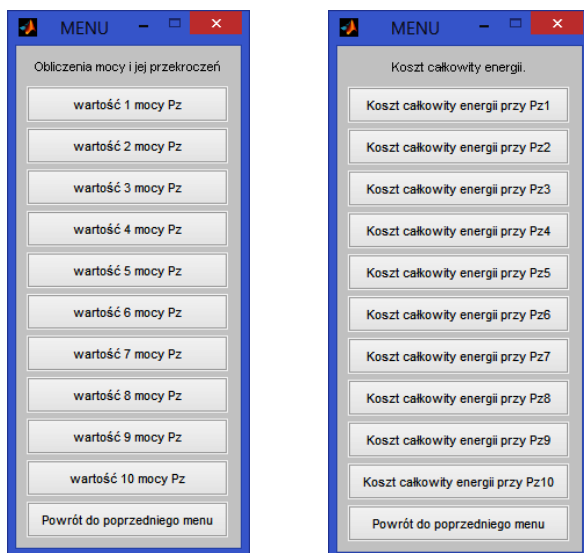 MENU
Obliczenia mocy i jej przekroczeń
wartość 1 mocy Pz
wartość 2 mocy Pz
wartość 3 mocy Pz
wartość 4 mocy Pz
wartość 5 mocy Pz
wartość 6 mocy Pz
wartość 7 mocy Pz
wartość 8 mocy Pz
wartość 9 mocy Pz
wartość 10 mocy Pz
Powrót do poprzedniego menu
MENU
Koszt całkowity energii.
Koszt całkowity energii przy Pz1
Koszt całkowity energii przy Pz2
Koszt całkowity energii przy Pz3
Koszt całkowity energii przy Pz4
Koszt całkowity energii przy Pz5
Koszt całkowity energii przy Pz6
Koszt całkowity energii przy Pz7
Koszt całkowity energii przy Pz8
Koszt całkowity energii przy Pz9
Koszt całkowity energii przy Pz10
Powrót do poprzedniego menu